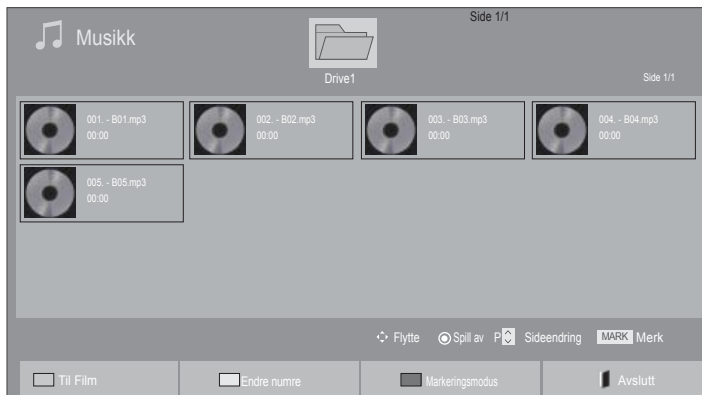 Side 1/1
Musikk
Drive1
Side 1/1
001. - B01.mp3
00:00
002. - B02.mp3
00:00
003. - B03.mp3
00:00
004. - B04.mp3
00:00
005. - B05.mp3
00:00
Flytte Spill av P Sideendring MARK Merk
Til Film Endre numre Markeringsmodus Avslutt